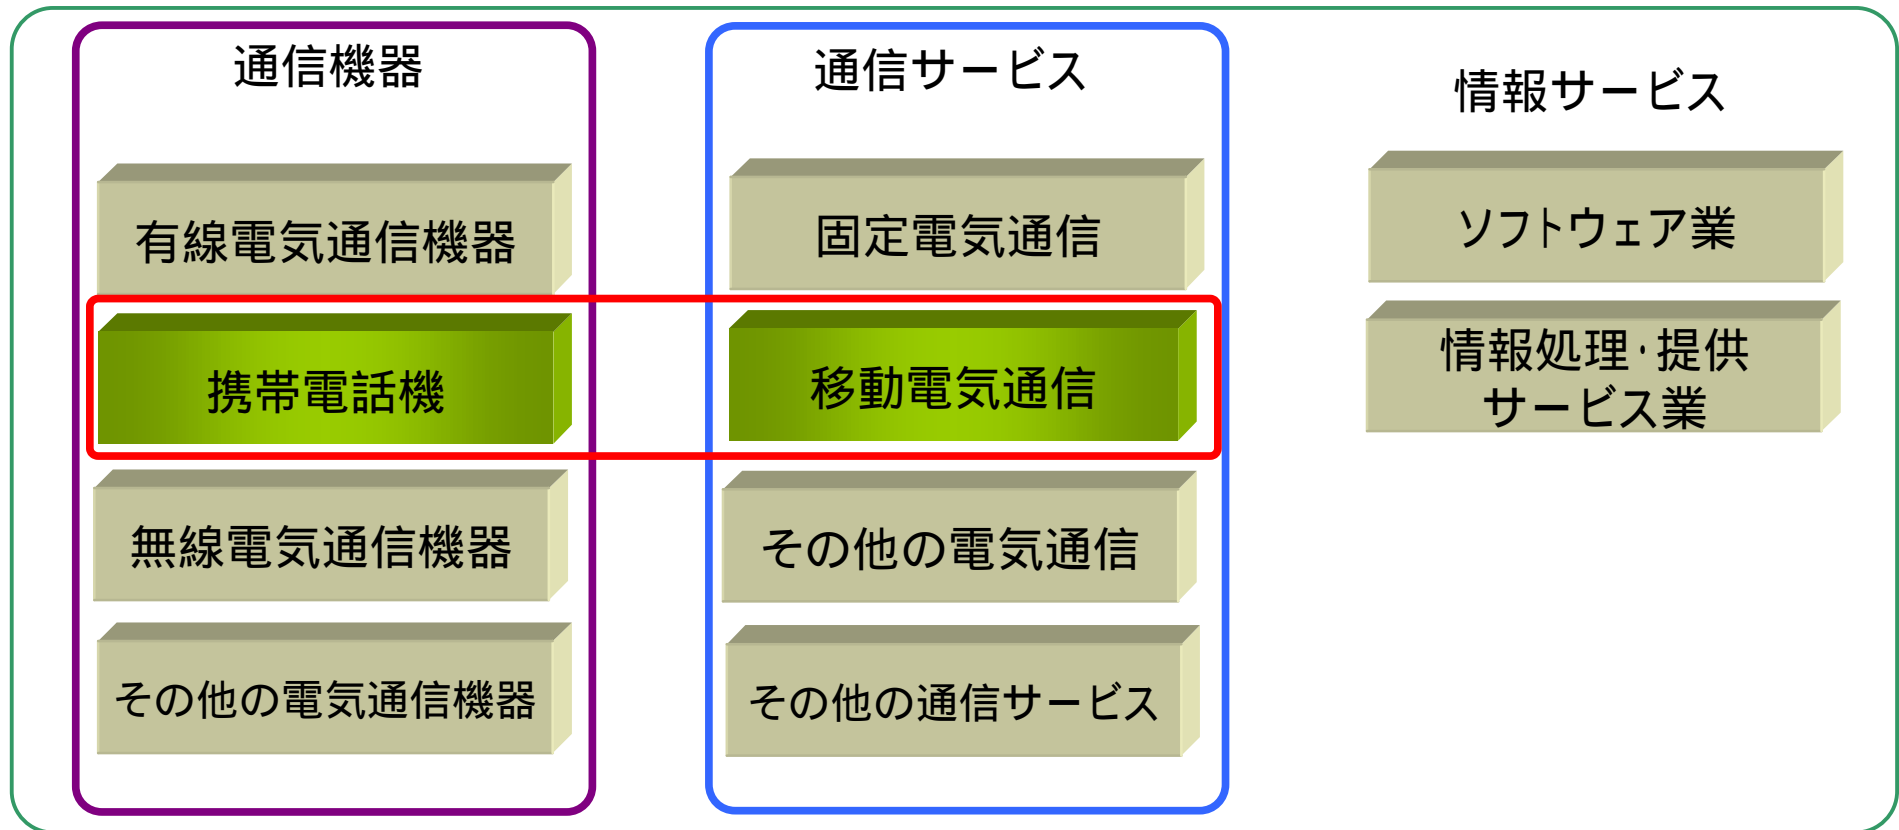 通信機器
有線電気通信機器
携帯電話機
無線電気通信機器
その他の電気通信機器
通信サービス
固定電気通信
移動電気通信
その他の電気通信
その他の通信サービス
情報サービス
ソフトウェア業
情報処理・提供
サービス業